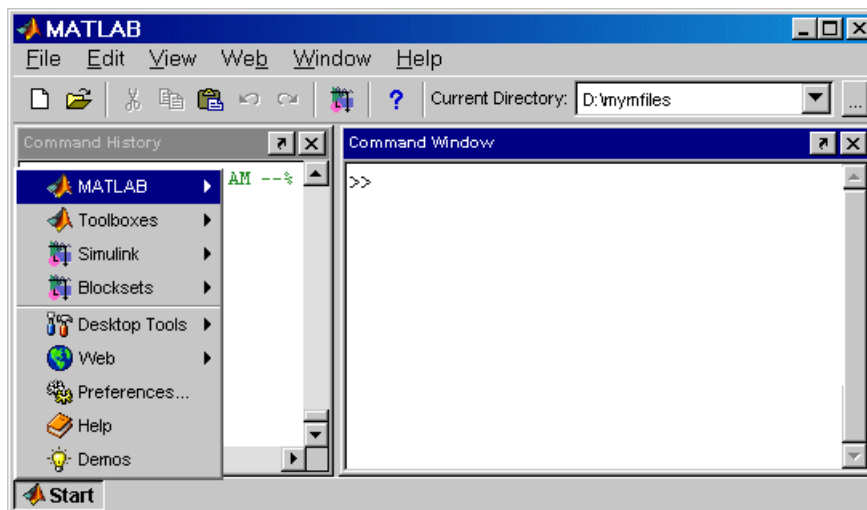 MATLAB
File Edit View Web Window Help
? Current Directory: D:\mymfiles ...
Command History
Command Window
AM --%
>>
MATLAB
Toolboxes
Simulink
Blocksets
Desktop Tools
Web
Preferences...
Help
Demos
Start